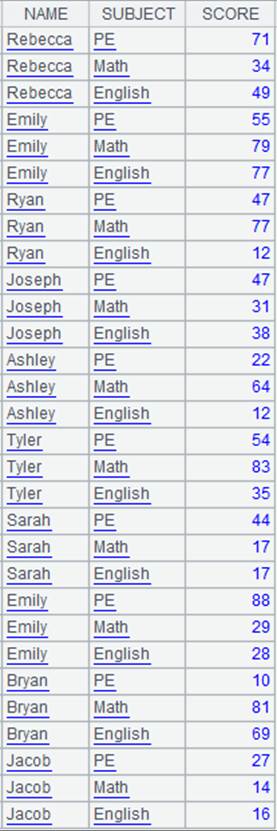 NAME SUBJECT SCORE
Rebecca PE 71
Rebecca Math 34
Rebecca English 49
Emily PE 55
Emily Math 79
Emily English 77
Ryan PE 47
Ryan Math 77
Ryan English 12
Joseph PE 47
Joseph Math 31
Joseph English 38
Ashley PE 22
Ashley Math 64
Ashley English 12
Tyler PE 54
Tyler Math 83
Tyler English 35
Sarah PE 44
Sarah Math 17
Sarah English 17
Emily PE 88
Emily Math 29
Emily English 28
Bryan PE 10
Bryan Math 81
Bryan English 69
Jacob PE 27
Jacob Math 14
Jacob English 16